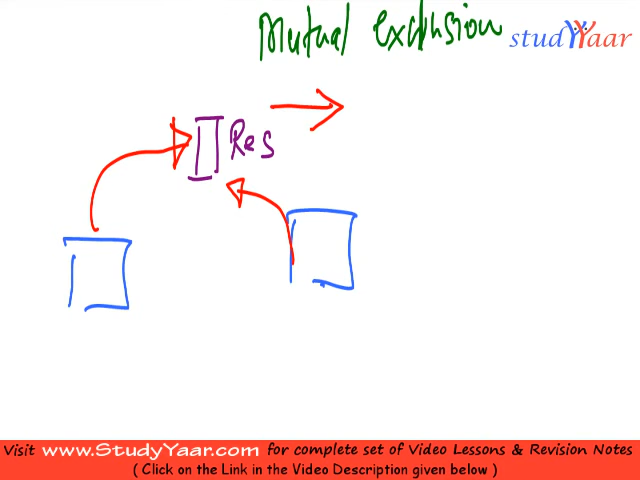 Mutual exclusion
studYYaar
Res
Visit www.StudyYaar.com for complete set of Video Lessons & Revision Notes
( Click on the Link in the Video Description given below )